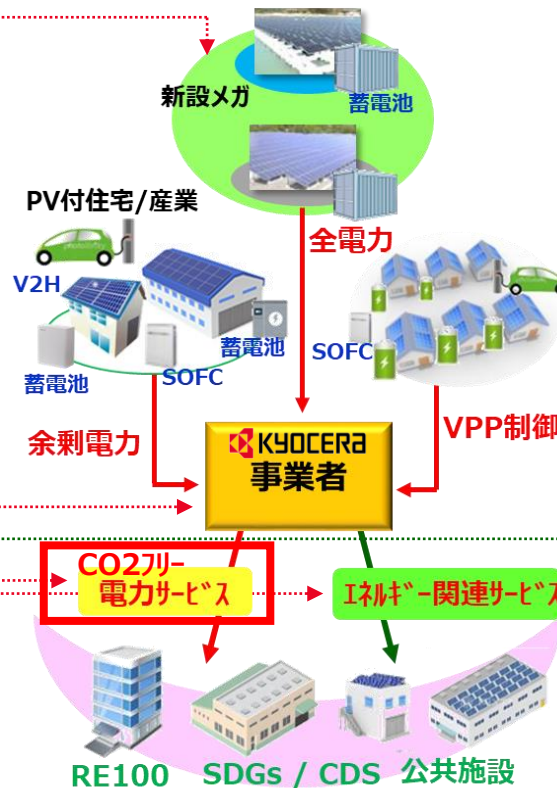 新設メガ
蓄電池
PV付住宅/産業
全電力
V2H
蓄電池
SOFC
蓄電池
SOFC
余剰電力
VPP制御
KYOCERA
事業者
CO2フリー
電力サービス
エネルギー関連サービス
RE100
SDGs / CDS
公共施設